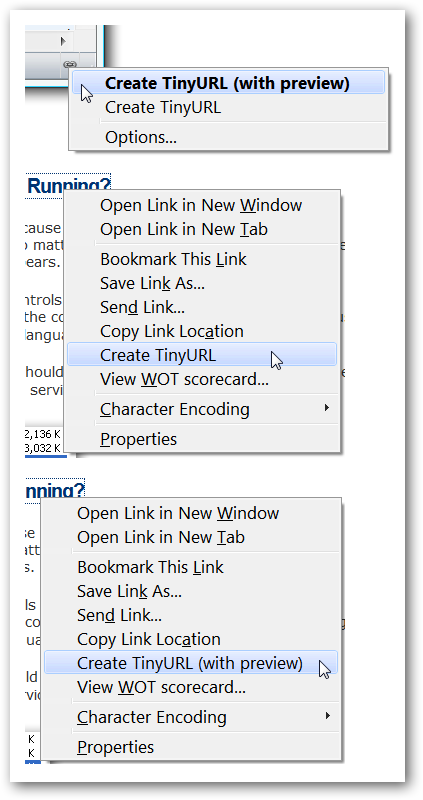 Create TinyURL (with preview)
Create TinyURL
Options...
Running?
Open Link in New Window
Open Link in New Tab
Bookmark This Link
Save Link As...
Send Link...
Copy Link Location
Create TinyURL
View WOT scorecard...
Character Encoding
Properties
cause
o matt
ears.
ntrols
the co
langua
hould
servi
2,136 K
3,032 K
nning?
Open Link in New Window
Open Link in New Tab
Bookmark This Link
Save Link As...
Send Link...
Copy Link Location
Create TinyURL (with preview)
View WOT scorecard...
Character Encoding
Properties
se
att
s.
ls
co
ua
ld
vic
K
K